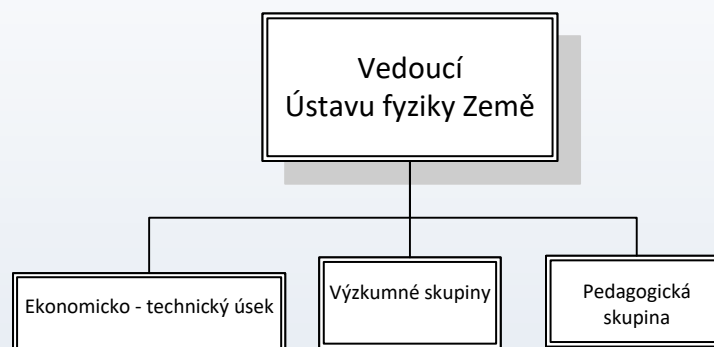 Vedoucí
Ústavu fyziky Země
Ekonomicko - technický úsek
Výzkumné skupiny
Pedagogická
skupina